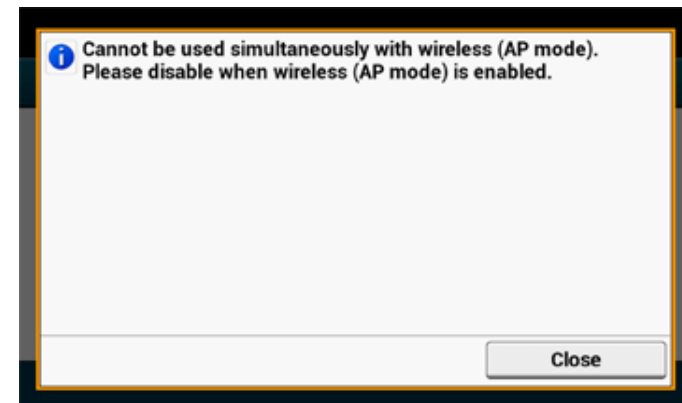 Cannot be used simultaneously with wireless (AP mode).
Please disable when wireless (AP mode) is enabled.
Close